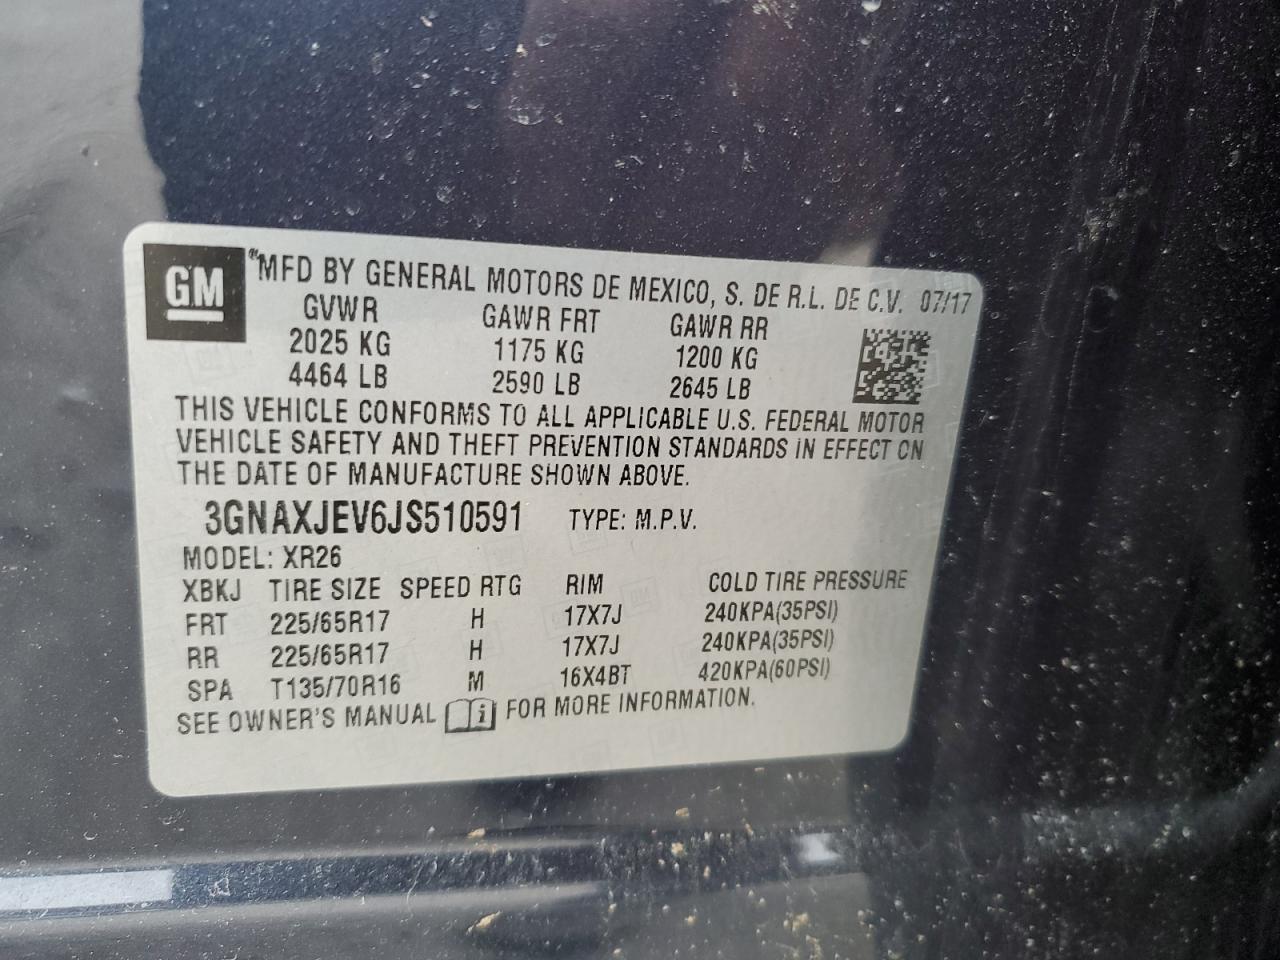 GM
"MFD BY GENERAL MOTORS DE MEXICO, S. DE R.L. DE C.V. 07/17
GVWR GAWR FRT GAWR RR
2025 KG 1175 KG 1200 KG
4464 LB 2590 LB 2645 LB
THIS VEHICLE CONFORMS TO ALL APPLICABLE U.S. FEDERAL MOTOR
VEHICLE SAFETY AND THEFT PREVENTION STANDARDS IN EFFECT ON
THE DATE OF MANUFACTURE SHOWN ABOVE.
3GNAXJEV6JS510591 TYPE: M.P.V.
MODEL: XR26
XBKJ TIRE SIZE SPEED RTG RIM COLD TIRE PRESSURE
FRT 225/65R17 H 17X7J 240KPA(35PSI)
RR 225/65R17 H 17X7J 240KPA(35PSI)
SPA T135/70R16 M 16X4BT 420KPA(60PSI)
SEE OWNER'S MANUAL i FOR MORE INFORMATION.